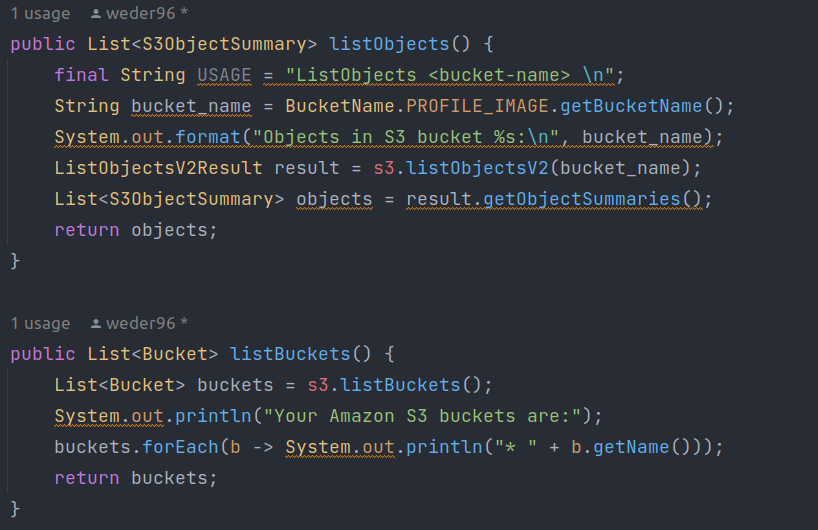 1 usage weder96 *
public List<S3ObjectSummary> listObjects() {
    final String USAGE = "ListObjects <bucket-name> \n";
    String bucket_name = BucketName.PROFILE_IMAGE.getBucketName();
    System.out.format("Objects in S3 bucket %s:\n", bucket_name);
    ListObjectsV2Result result = s3.listObjectsV2(bucket_name);
    List<S3ObjectSummary> objects = result.getObjectSummaries();
    return objects;
}
1 usage weder96 *
public List<Bucket> listBuckets() {
    List<Bucket> buckets = s3.listBuckets();
    System.out.println("Your Amazon S3 buckets are:");
    buckets.forEach(b -> System.out.println("* " + b.getName()));
    return buckets;
}